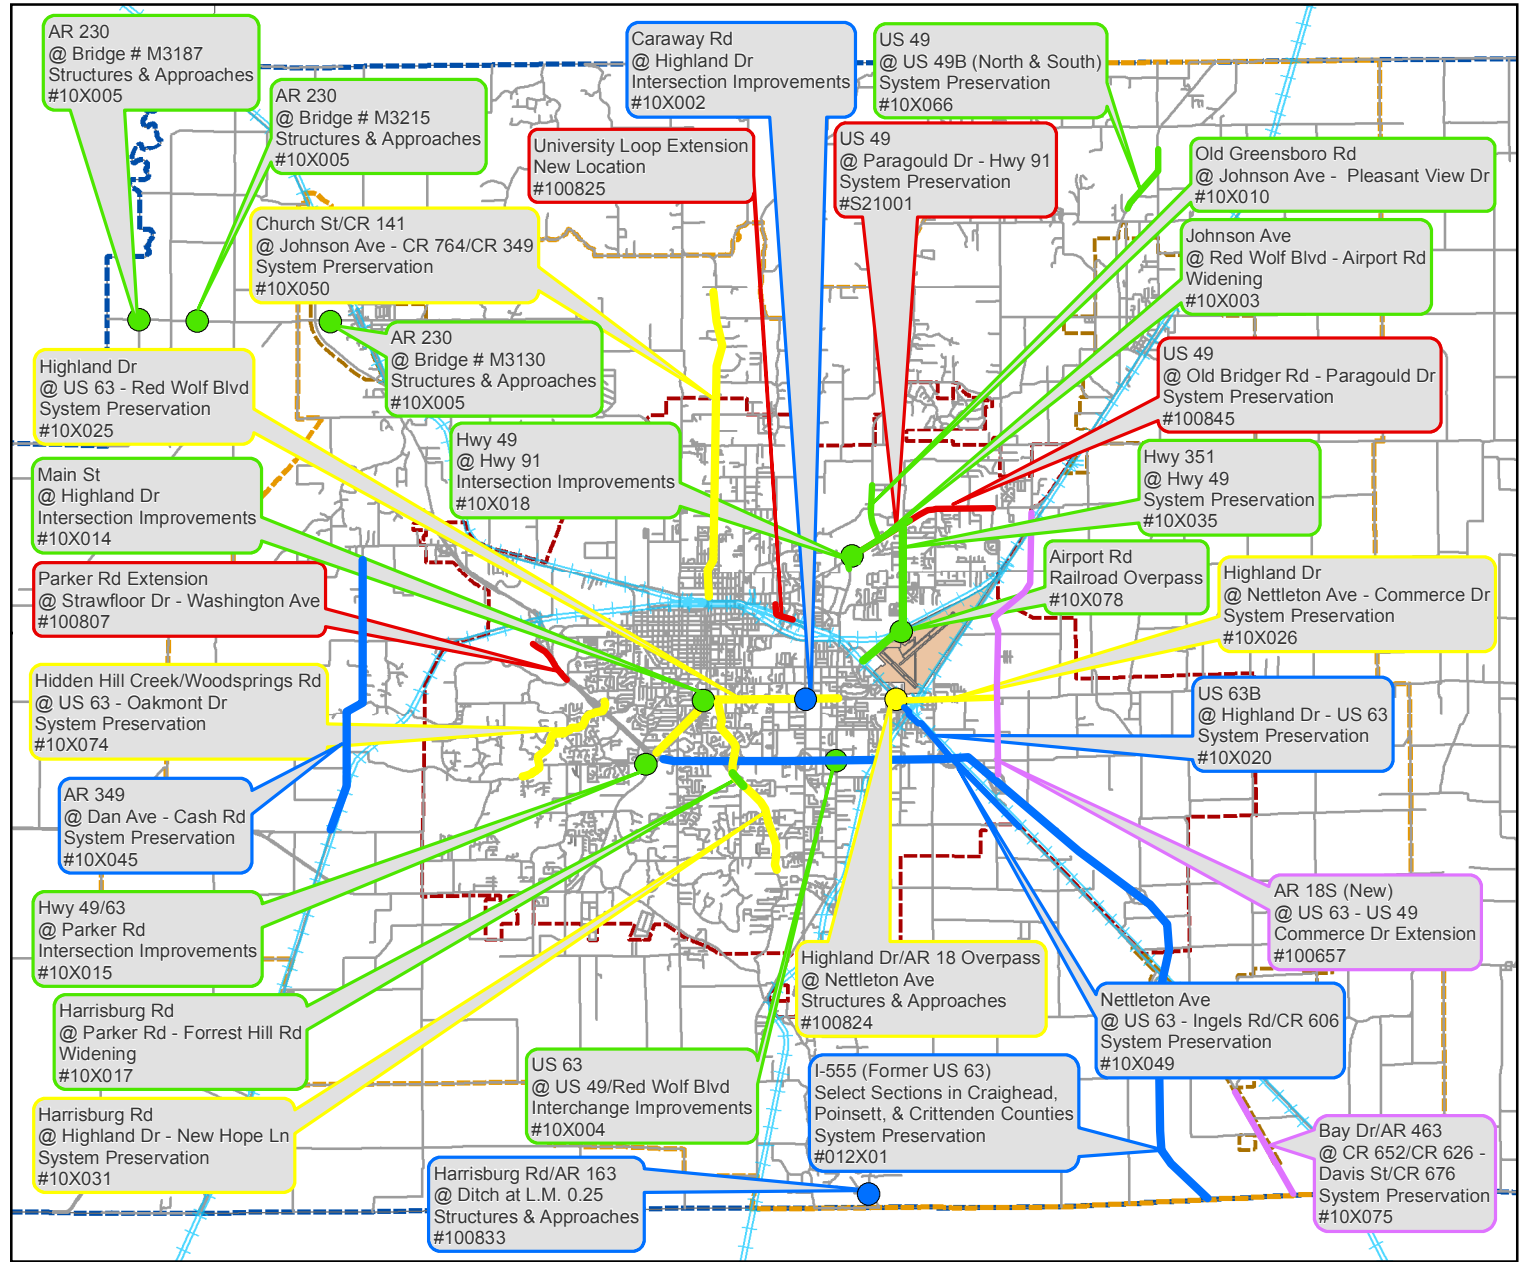 AR 230
@ Bridge # M3187
Structures & Approaches
#10X005
AR 230
@ Bridge # M3215
Structures & Approaches
#10X005
Caraway Rd
@ Highland Dr
Intersection Improvements
#10X002
US 49
@ US 49B (North & South)
System Preservation
#10X066
University Loop Extension
New Location
#100825
US 49
@ Paragould Dr - Hwy 91
System Preservation
#S21001
Old Greensboro Rd
@ Johnson Ave - Pleasant View Dr
#10X010
Church St/CR 141
@ Johnson Ave - CR 764/CR 349
System Prerservation
#10X050
Johnson Ave
@ Red Wolf Blvd - Airport Rd
Widening
#10X003
AR 230
@ Bridge # M3130
Structures & Approaches
#10X005
Highland Dr
@ US 63 - Red Wolf Blvd
System Preservation
#10X025
US 49
@ Old Bridger Rd - Paragould Dr
System Preservation
#100845
Hwy 49
@ Hwy 91
Intersection Improvements
#10X018
Main St
@ Highland Dr
Intersection Improvements
#10X014
Hwy 351
@ Hwy 49
System Preservation
#10X035
Parker Rd Extension
@ Strawfloor Dr - Washington Ave
#100807
Airport Rd
Railroad Overpass
#10X078
Highland Dr
@ Nettleton Ave - Commerce Dr
System Preservation
#10X026
Hidden Hill Creek/Woodsprings Rd
@ US 63 - Oakmont Dr
System Preservation
#10X074
US 63B
@ Highland Dr - US 63
System Preservation
#10X020
AR 349
@ Dan Ave - Cash Rd
System Preservation
#10X045
Hwy 49/63
@ Parker Rd
Intersection Improvements
#10X015
AR 18S (New)
@ US 63 - US 49
Commerce Dr Extension
#100657
Highland Dr/AR 18 Overpass
@ Nettleton Ave
Structures & Approaches
#100824
Nettleton Ave
@ US 63 - Ingels Rd/CR 606
System Preservation
#10X049
Harrisburg Rd
@ Parker Rd - Forrest Hill Rd
Widening
#10X017
US 63
@ US 49/Red Wolf Blvd
Interchange Improvements
#10X004
I-555 (Former US 63)
Select Sections in Craighead,
Poinsett, & Crittenden Counties
System Preservation
#012X01
Harrisburg Rd
@ Highland Dr - New Hope Ln
System Preservation
#10X031
Bay Dr/AR 463
@ CR 652/CR 626 -
Davis St/CR 676
System Preservation
#10X075
Harrisburg Rd/AR 163
@ Ditch at L.M. 0.25
Structures & Approaches
#100833